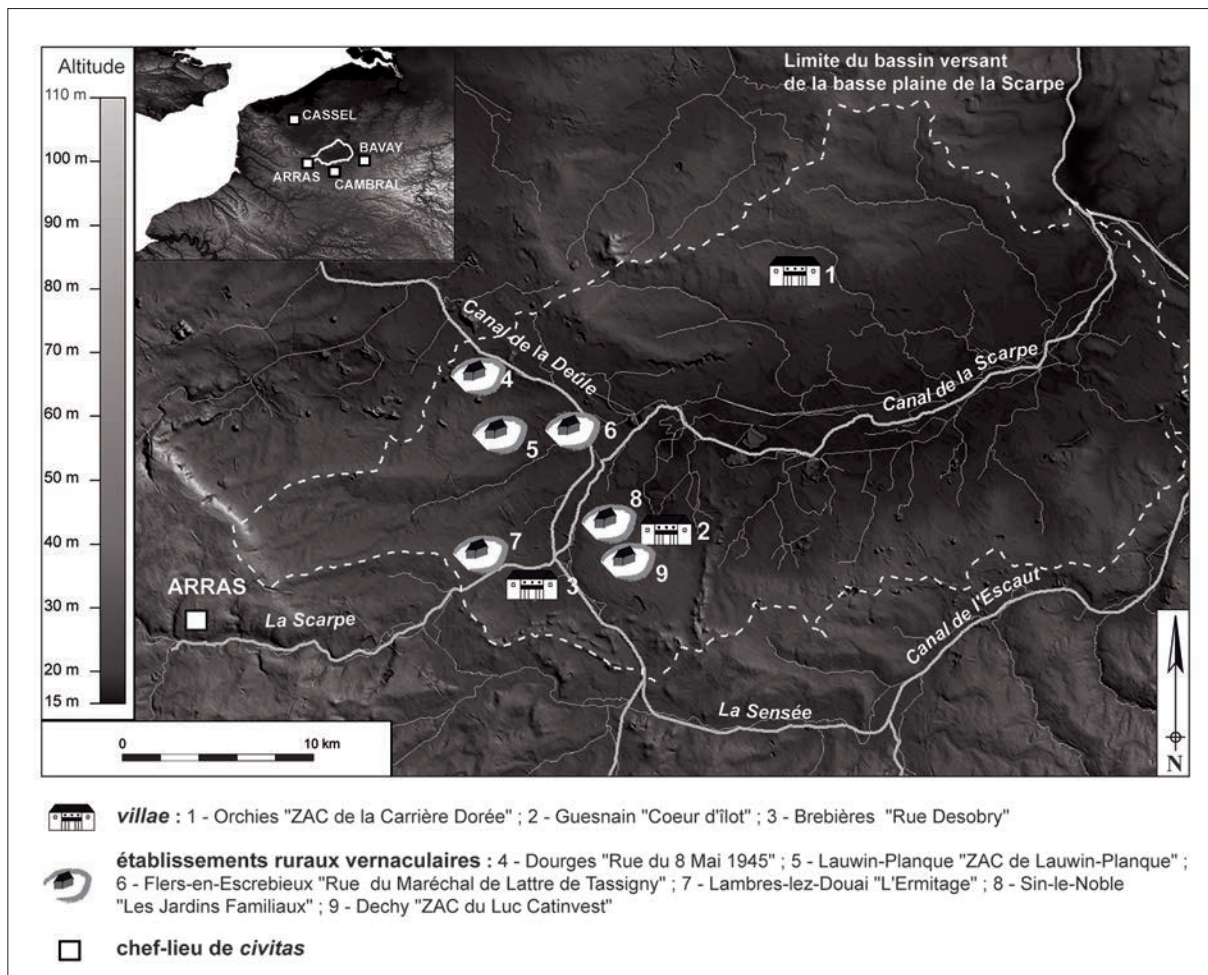 Altitude
110 m
100 m
90 m
80 m
70 m
60 m
50 m
40 m
30 m
20 m
15 m
CASSEL
BAVAY
ARRAS
CAMBRAI
Limite du bassin versant
de la basse plaine de la Scarpe
1
Canal de la Deûle
4
Canal de la Scarpe
5
6
8
2
7
9
3
ARRAS
La Scarpe
Canal de l'Escaut
La Sensée
0 10 km
N
villae : 1 - Orchies "ZAC de la Carrière Dorée" ; 2 - Guesnain "Coeur d'îlot" ; 3 - Brebières "Rue Desobry"
établissements ruraux vernaculaires : 4 - Dourges "Rue du 8 Mai 1945" ; 5 - Lauwin-Planque "ZAC de Lauwin-Planque" ;
6 - Flers-en-Escrebieux "Rue du Maréchal de Lattre de Tassigny" ; 7 - Lambres-lez-Douai "L'Ermitage" ; 8 - Sin-le-Noble
"Les Jardins Familiaux" ; 9 - Dechy "ZAC du Luc Catinvest"
chef-lieu de civitas